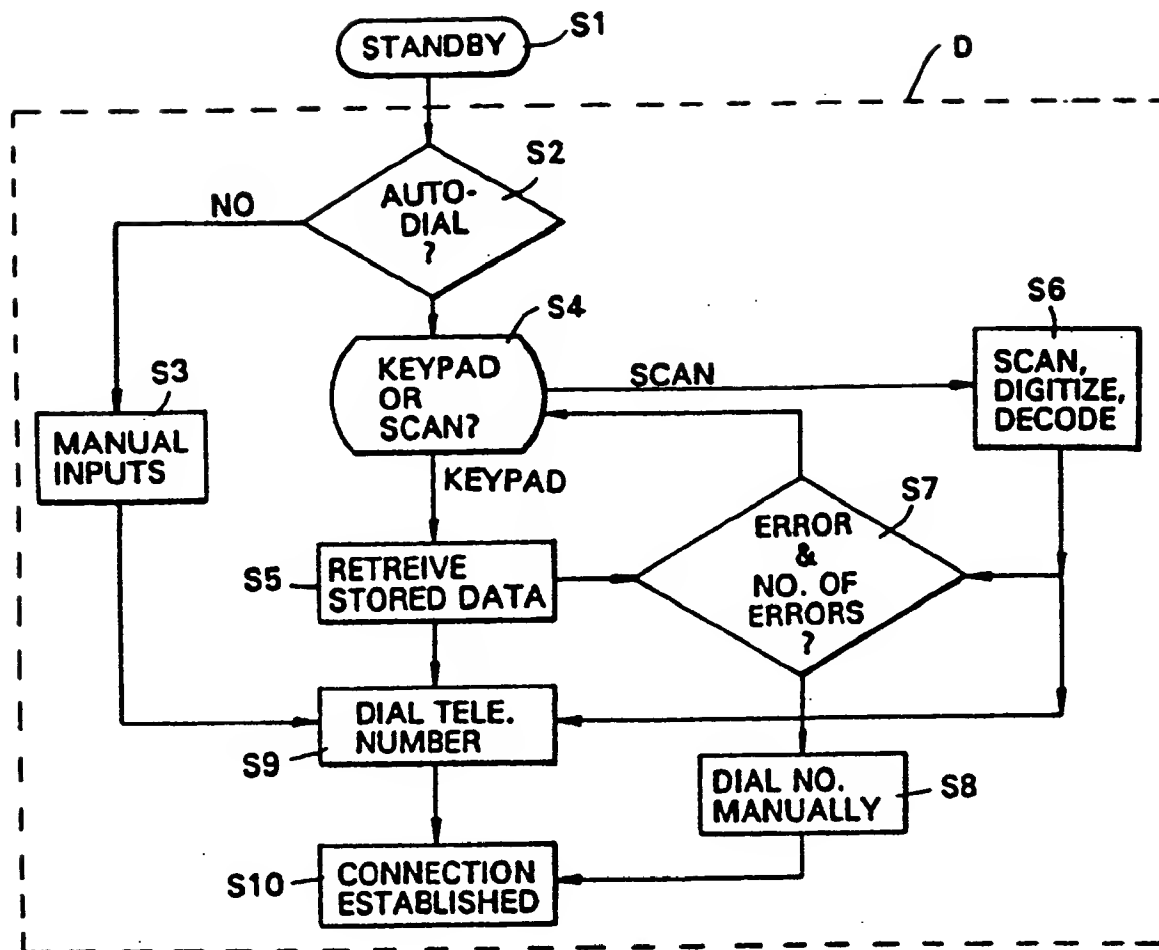 STANDBY
S1
D
S2
AUTO-
DIAL
?
NO
S4
KEYPAD
OR
SCAN?
SCAN
S6
SCAN,
DIGITIZE,
DECODE
S3
MANUAL
INPUTS
KEYPAD
S7
ERROR
&
NO. OF
ERRORS
?
S5
RETREIVE
STORED DATA
DIAL TELE.
NUMBER
S9
DIAL NO.
MANUALLY
S8
S10
CONNECTION
ESTABLISHED